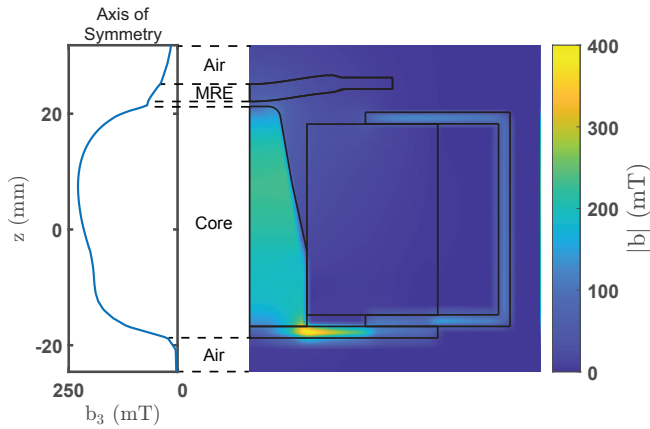 Axis of
Symmetry
Air
MRE
Core
Air
20
0
-20
z (mm)
250
0
b3 (mT)
400
300
200
100
0
|b| (mT)